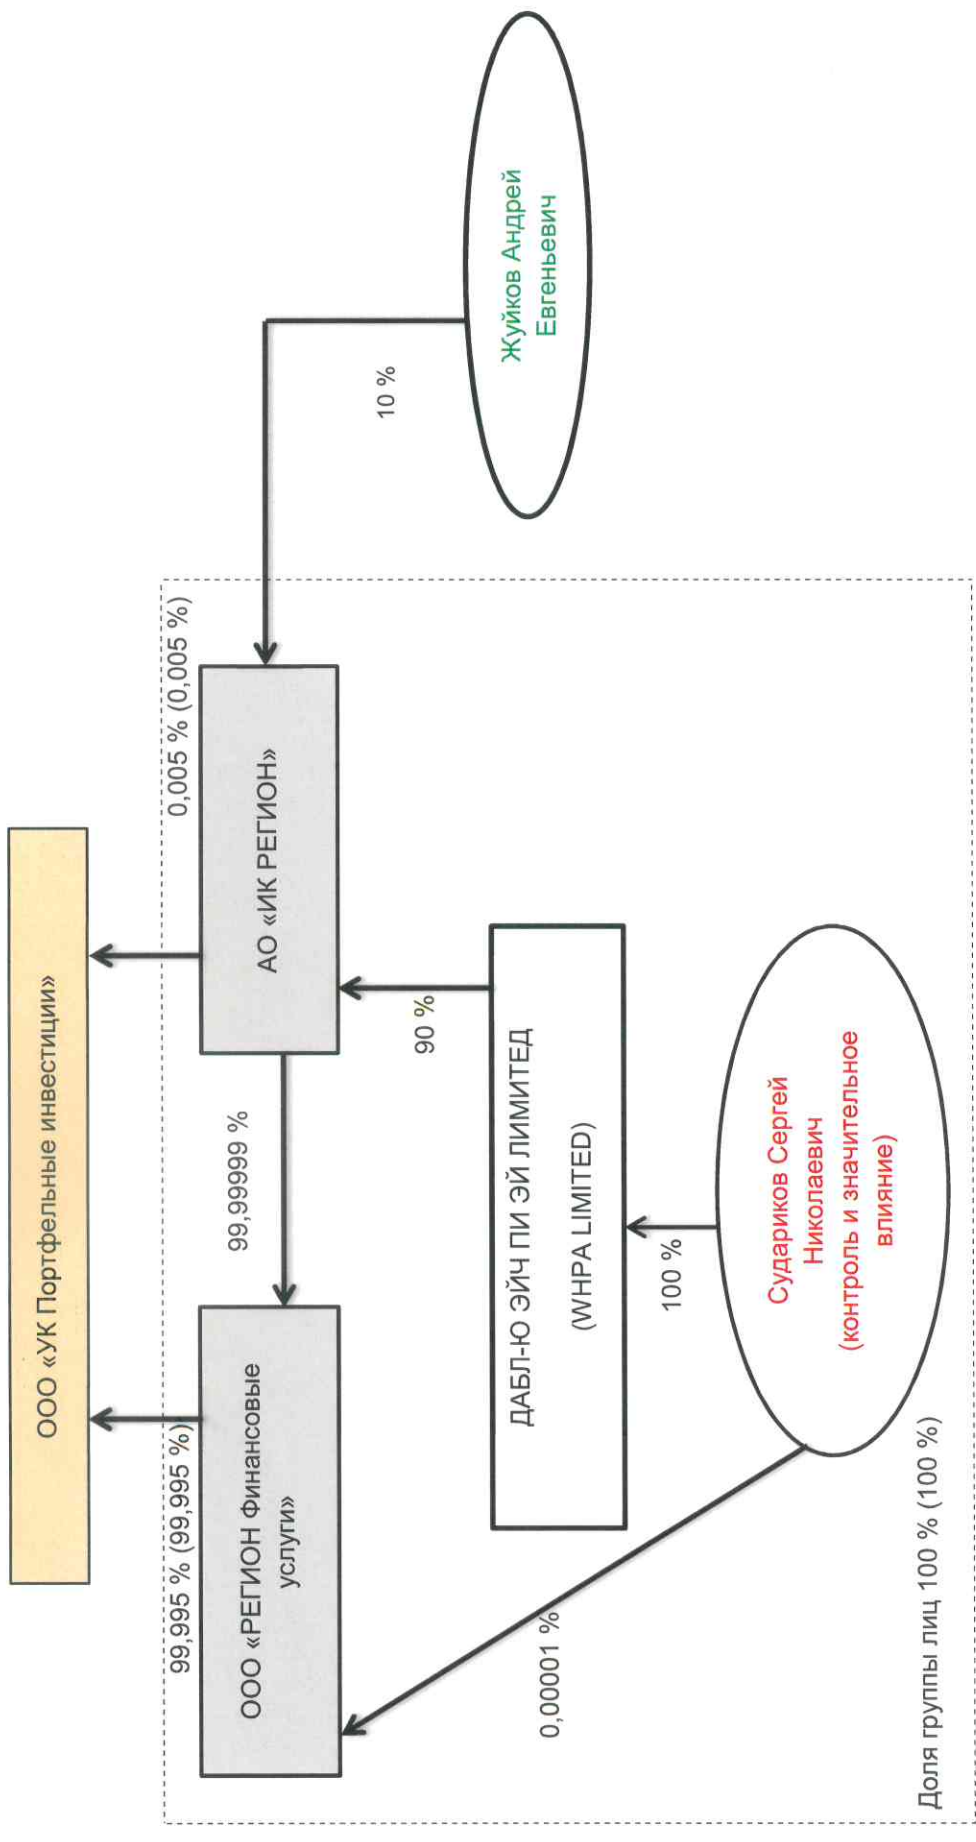 ООО «УК Портфельные инвестиции»
99,995 % (99,995 %)
0,005 % (0,005 %)
ООО «РЕГИОН Финансовые
услуги»
99,99999 %
АО «ИК РЕГИОН»
10 %
90 %
0,00001 %
ДАБЛ-Ю ЭЙЧ ПИ ЭЙ ЛИМИТЕД
(WHPA LIMITED)
Жуйков Андрей
Евгеньевич
100 %
Судариков Сергей
Николаевич
(контроль и значительное
влияние)
Доля группы лиц 100 % (100 %)